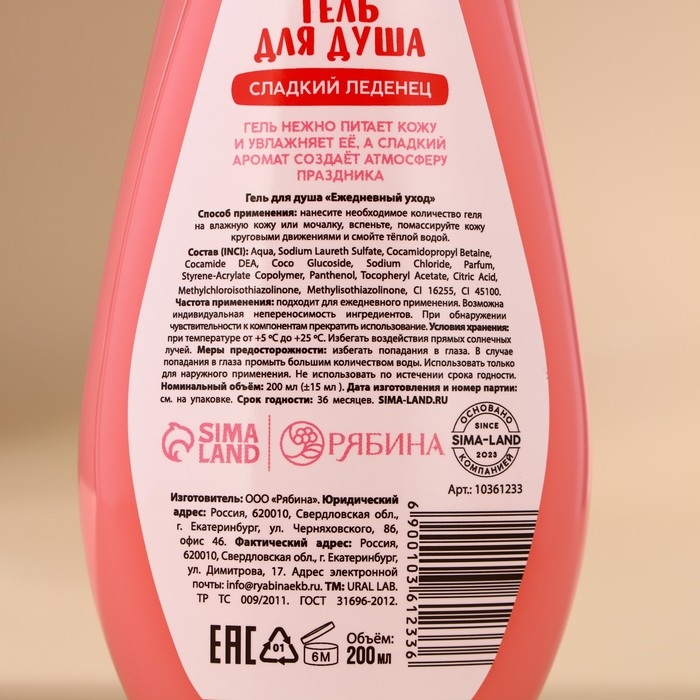 ГЕЛЬ
ДЛЯ ДУША
СЛАДКИЙ ЛЕДЕНЕЦ
ГЕЛЬ НЕЖНО ПИТАЕТ КОЖУ
И УВЛАЖНЯЕТ ЕЁ, А СЛАДКИЙ
АРОМАТ СОЗДАЁТ АТМОСФЕРУ
ПРАЗДНИКА
Гель для душа «Ежедневный уход»
Способ применения: нанесите необходимое количество геля
на влажную кожу или мочалку, вспеньте, помассируйте кожу
круговыми движениями и смойте тёплой водой.
Состав (INCI): Aqua, Sodium Laureth Sulfate, Cocamidopropyl Betaine,
Cocamide DEA, Coco Glucoside, Sodium Chloride, Parfum,
Styrene-Acrylate Copolymer, Panthenol, Tocopheryl Acetate, Citric Acid,
Methylchloroisothiazolinone, Methylisothiazolinone, CI 16255, CI 45100.
Частота применения: подходит для ежедневного применения. Возможна
индивидуальная непереносимость ингредиентов. При обнаружении
чувствительности к компонентам прекратить использование. Условия хранения:
при температуре от +5 ºС до +25 ºС. Избегать воздействия прямых солнечных
лучей. Меры предосторожности: избегать попадания в глаза. В случае
попадания в глаза промыть большим количеством воды. Использовать только
для наружного применения. Не использовать по истечении срока годности.
Номинальный объём: 200 мл (±15 мл ). Дата изготовления и номер партии:
см. на упаковке. Срок годности: 36 месяцев. SIMA-LAND.RU
SIMA
LAND
РЯБИНА
ОСНОВАНО
SINCE
SIMA-LAND
2023
КОМПАНИЕЙ
Арт.: 10361233
Изготовитель: ООО «Рябина». Юридический
адрес: Россия, 620010, Свердловская обл.,
г. Екатеринбург, ул. Черняховского, 86,
офис 46. Фактический адрес: Россия,
620010, Свердловская обл., г. Екатеринбург,
ул. Димитрова, 17. Адрес электронной
почты: info@ryabinaekb.ru. ТМ: URAL LAB.
ТР ТС 009/2011. ГОСТ 31696-2012.
6900103612336
EAC
01
6М
Объём:
200 мл